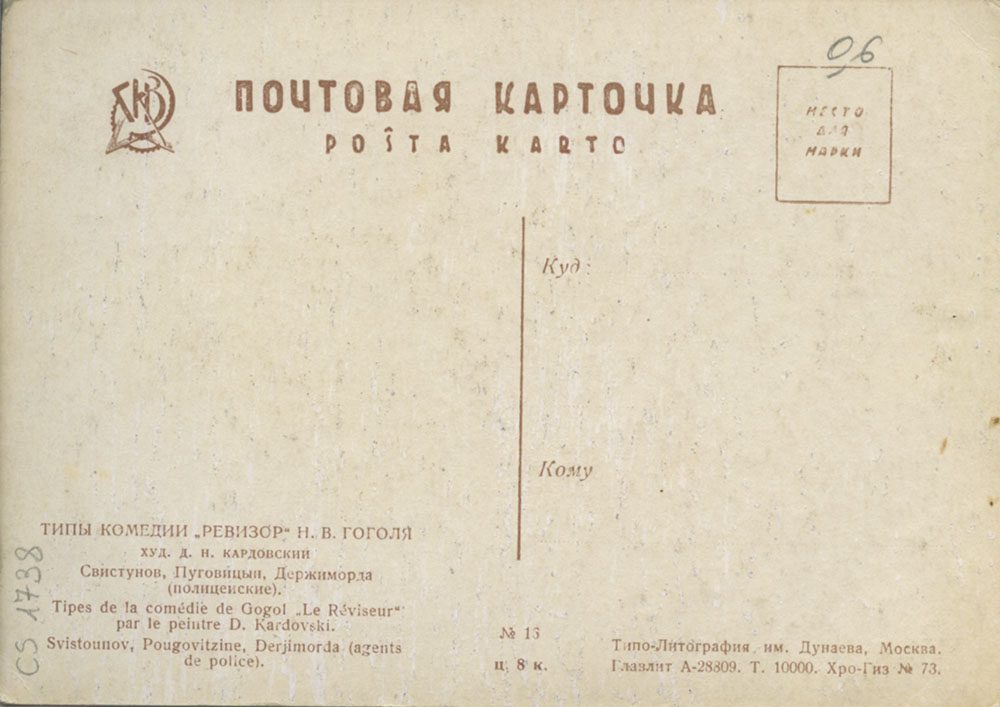 ПОЧТОВАЯ КАРТОЧКА
POŜTA KARTO
96
МЕСТО
ДЛЯ
МАРКИ
Куд
Кому
ТИПЫ КОМЕДИИ „РЕВИЗОР“ Н. В. ГОГОЛЯ
ХУД. Д. Н. КАРДОВСКИЙ
Свистунов, Пуговицын, Держиморда
(полицейские).
Tipes de la comédie de Gogol „Le Réviseur“
par le peintre D. Kardovski.
Svistounov, Pougovitzine, Derjimorda (agents
de police).
CS 1738
№ 13
ц. 8 к.
Типо-Литография им. Дунаева, Москва.
Главлит А-28809. Т. 10000. Хро-Гиз № 73.